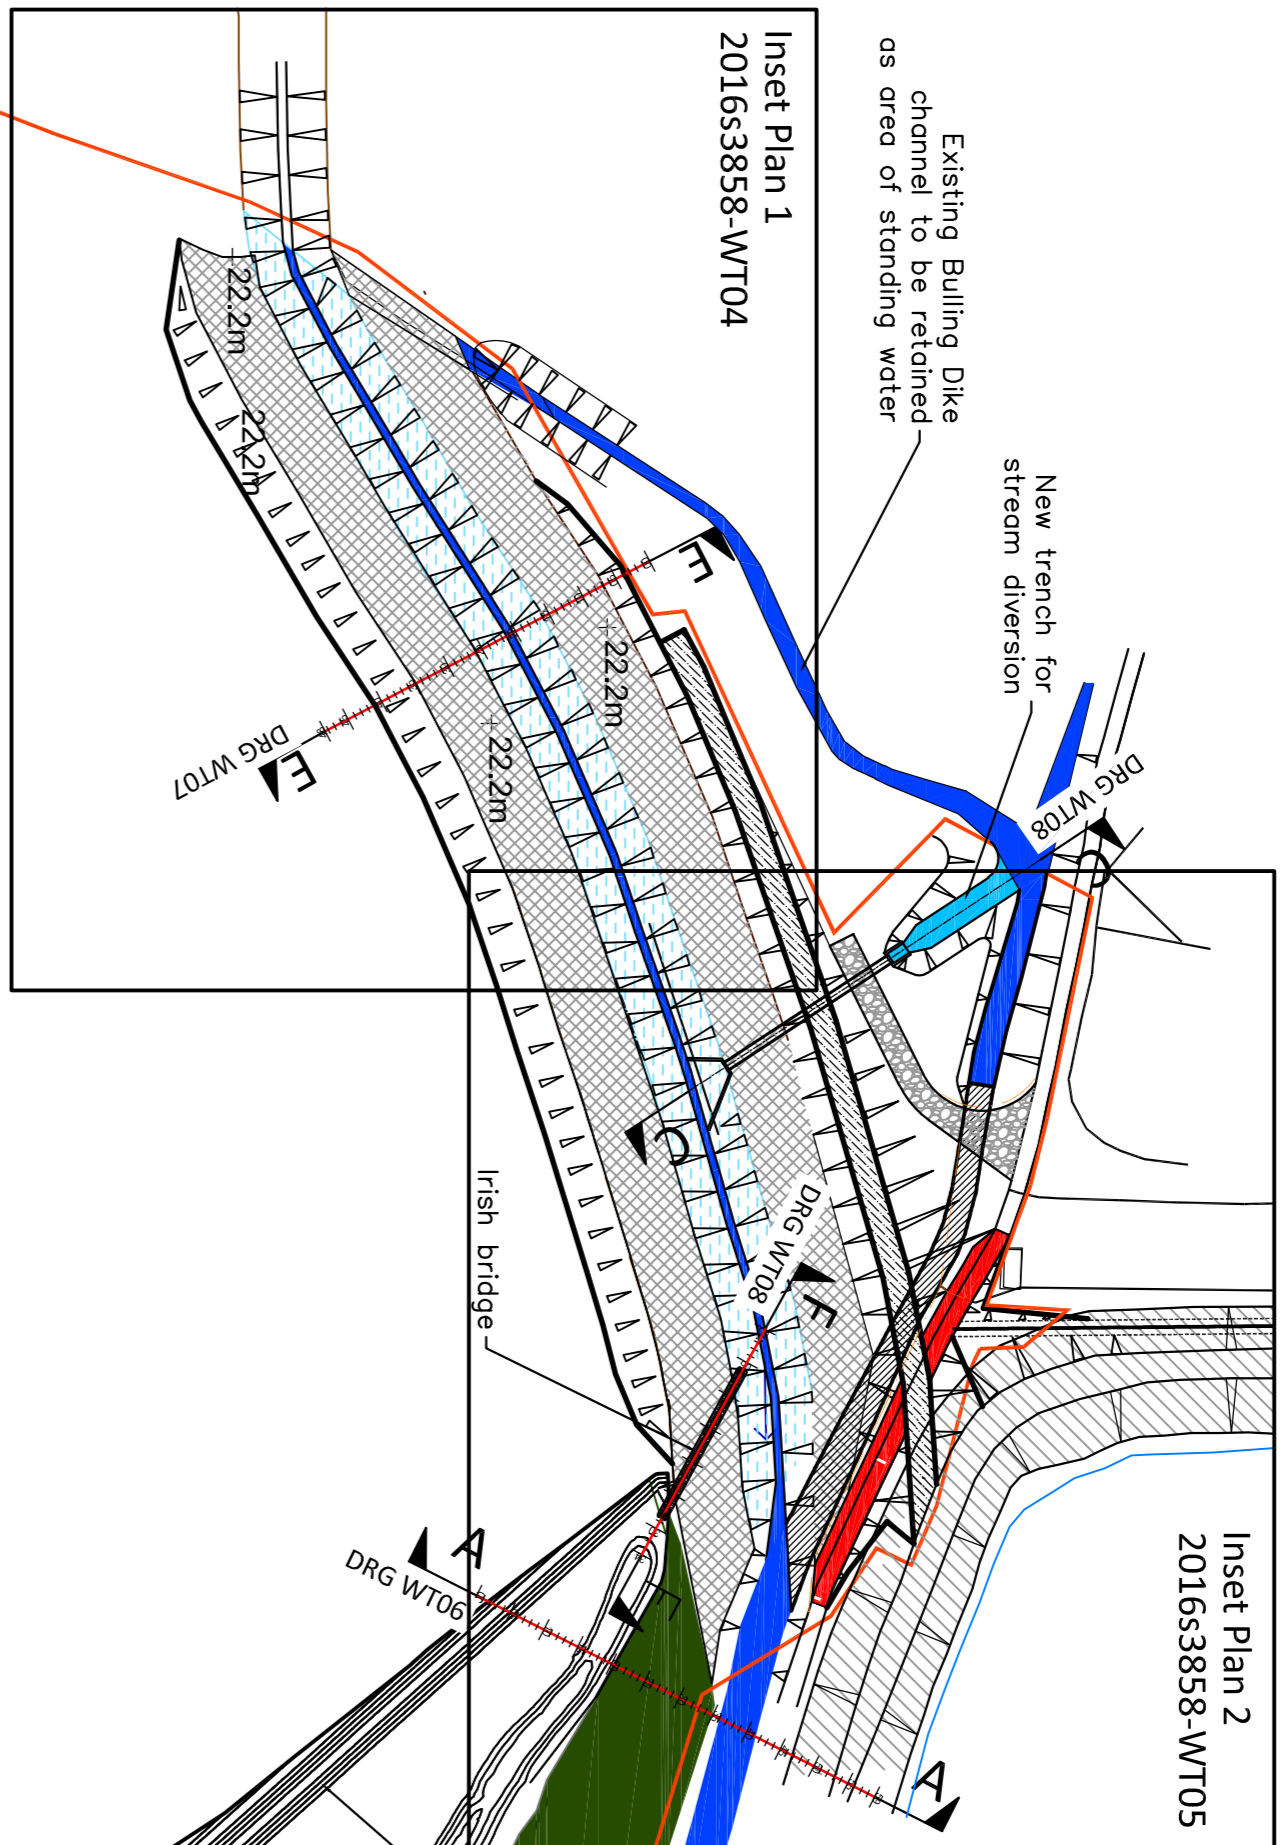 Inset Plan 1
2016s3858-WT04
Existing Bulling Dike
channel to be retained
as area of standing water
New trench for
stream diversion
DRG WT08
22.2m
22.2m
22.2m
22.2m
E
E
DRG WT07
C
Irish bridge
DRG WT08
F
F
A
DRG WT06
A
Inset Plan 2
2016s3858-WT05